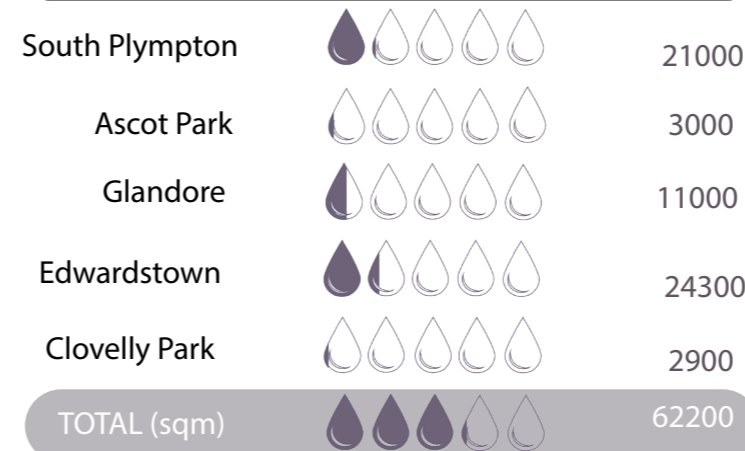 South Plympton 21000
Ascot Park 3000
Glandore 11000
Edwardstown 24300
Clovelly Park 2900
TOTAL (sqm) 62200